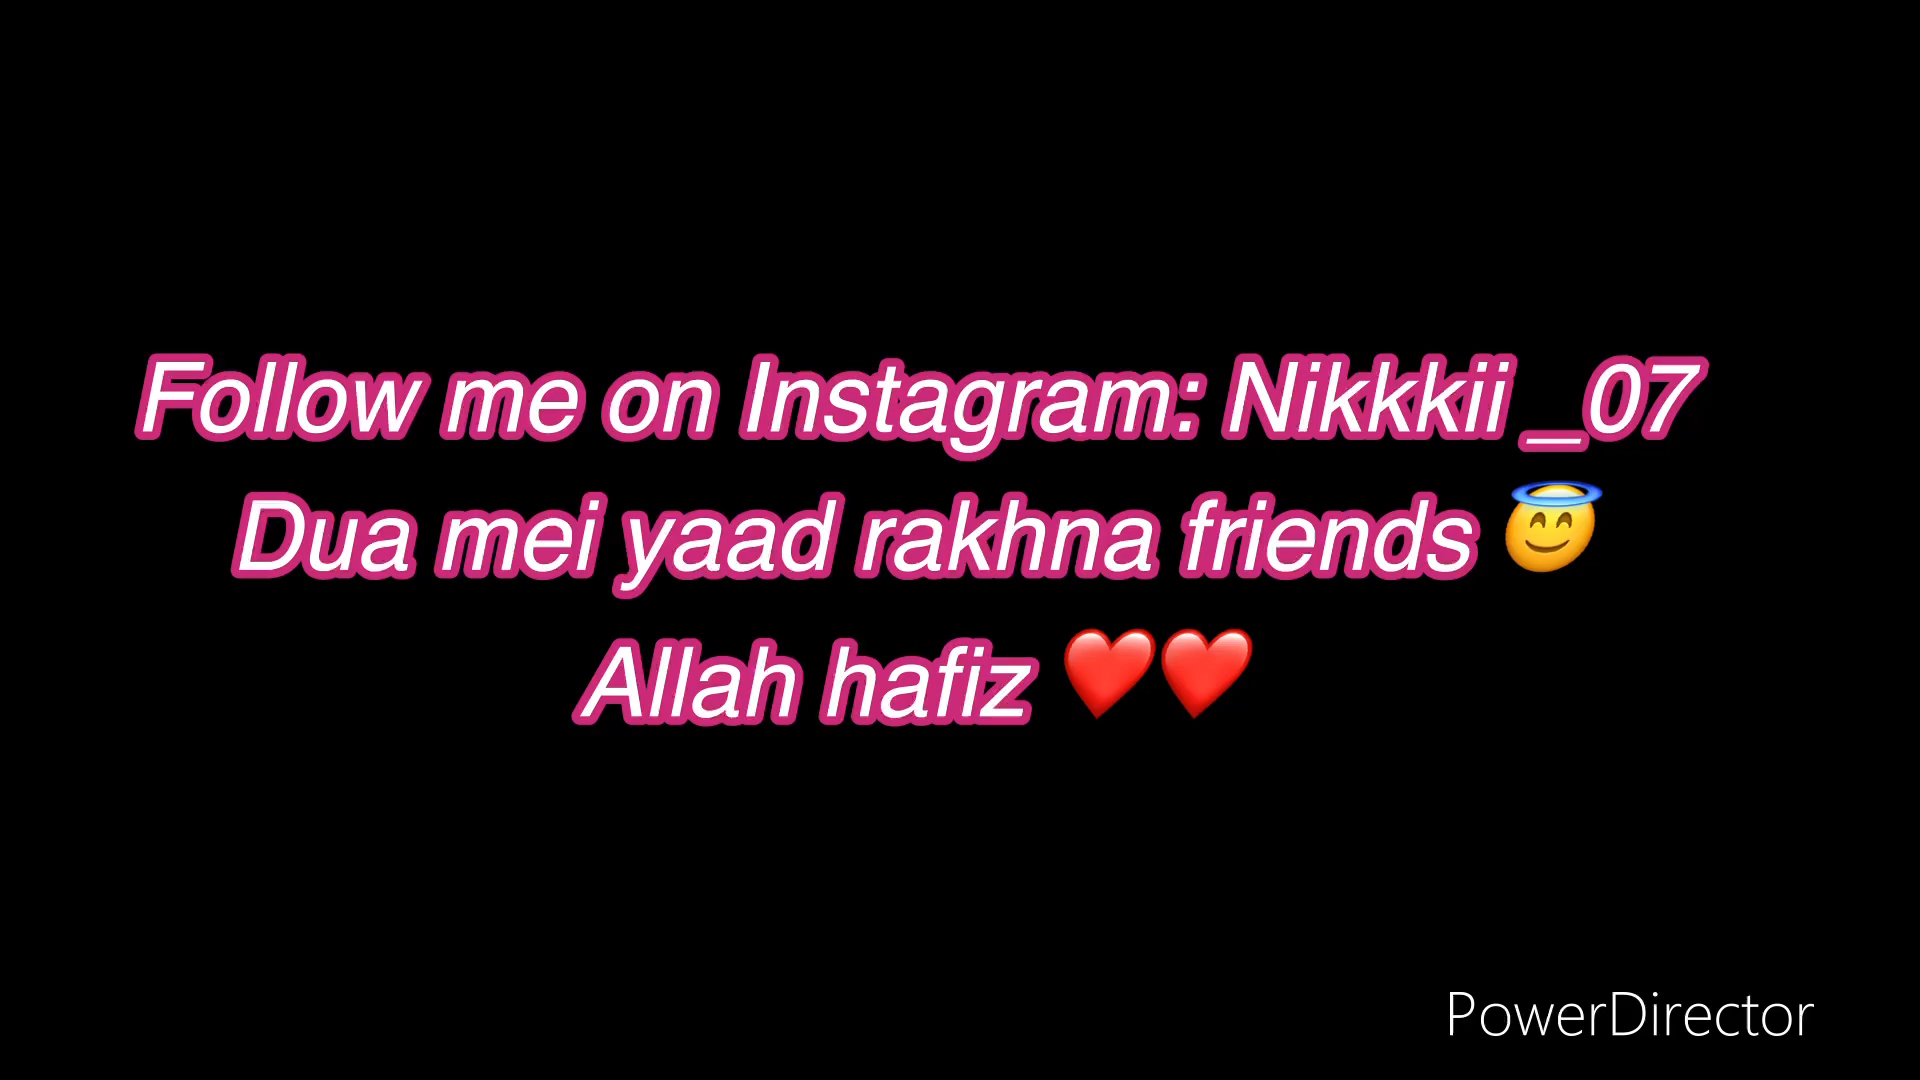 Follow me on Instagram: Nikkkii _07
Dua mei yaad rakhna friends 😇
Allah hafiz ❤️❤️
PowerDirector